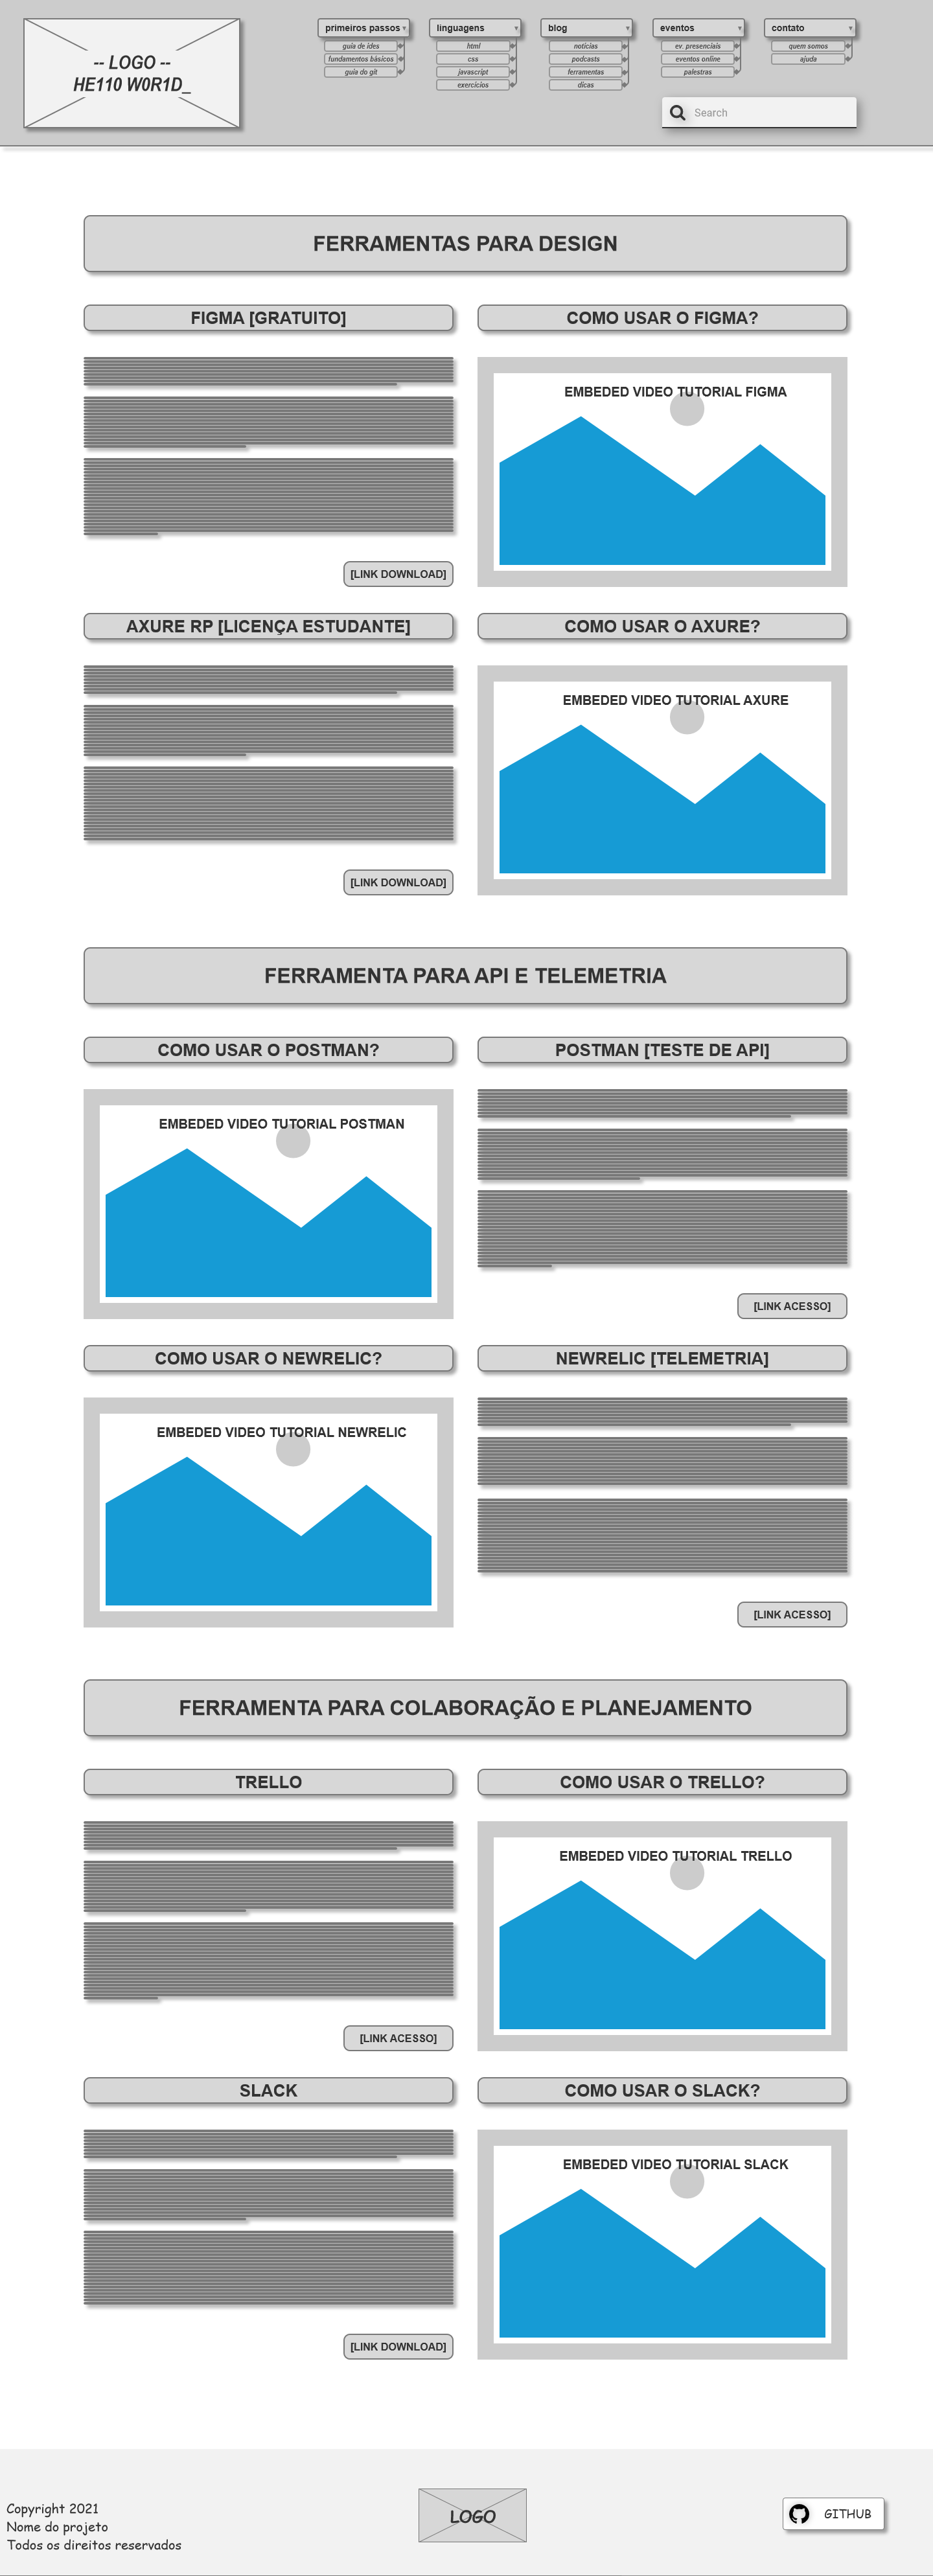 -- LOGO --
HE110 W0R1D_
primeiros passos
guia de ides
fundamentos básicos
guia do git
linguagens
html
css
javascript
exercícios
blog
notícias
podcasts
ferramentas
dicas
eventos
ev. presenciais
eventos online
palestras
contato
quem somos
ajuda
Search
FERRAMENTAS PARA DESIGN
FIGMA [GRATUITO]
COMO USAR O FIGMA?
EMBEDED VIDEO TUTORIAL FIGMA
[LINK DOWNLOAD]
AXURE RP [LICENÇA ESTUDANTE]
COMO USAR O AXURE?
EMBEDED VIDEO TUTORIAL AXURE
[LINK DOWNLOAD]
FERRAMENTA PARA API E TELEMETRIA
COMO USAR O POSTMAN?
POSTMAN [TESTE DE API]
EMBEDED VIDEO TUTORIAL POSTMAN
[LINK ACESSO]
COMO USAR O NEWRELIC?
NEWRELIC [TELEMETRIA]
EMBEDED VIDEO TUTORIAL NEWRELIC
[LINK ACESSO]
FERRAMENTA PARA COLABORAÇÃO E PLANEJAMENTO
TRELLO
COMO USAR O TRELLO?
EMBEDED VIDEO TUTORIAL TRELLO
[LINK ACESSO]
SLACK
COMO USAR O SLACK?
EMBEDED VIDEO TUTORIAL SLACK
[LINK DOWNLOAD]
Copyright 2021
Nome do projeto
Todos os direitos reservados
LOGO
GITHUB